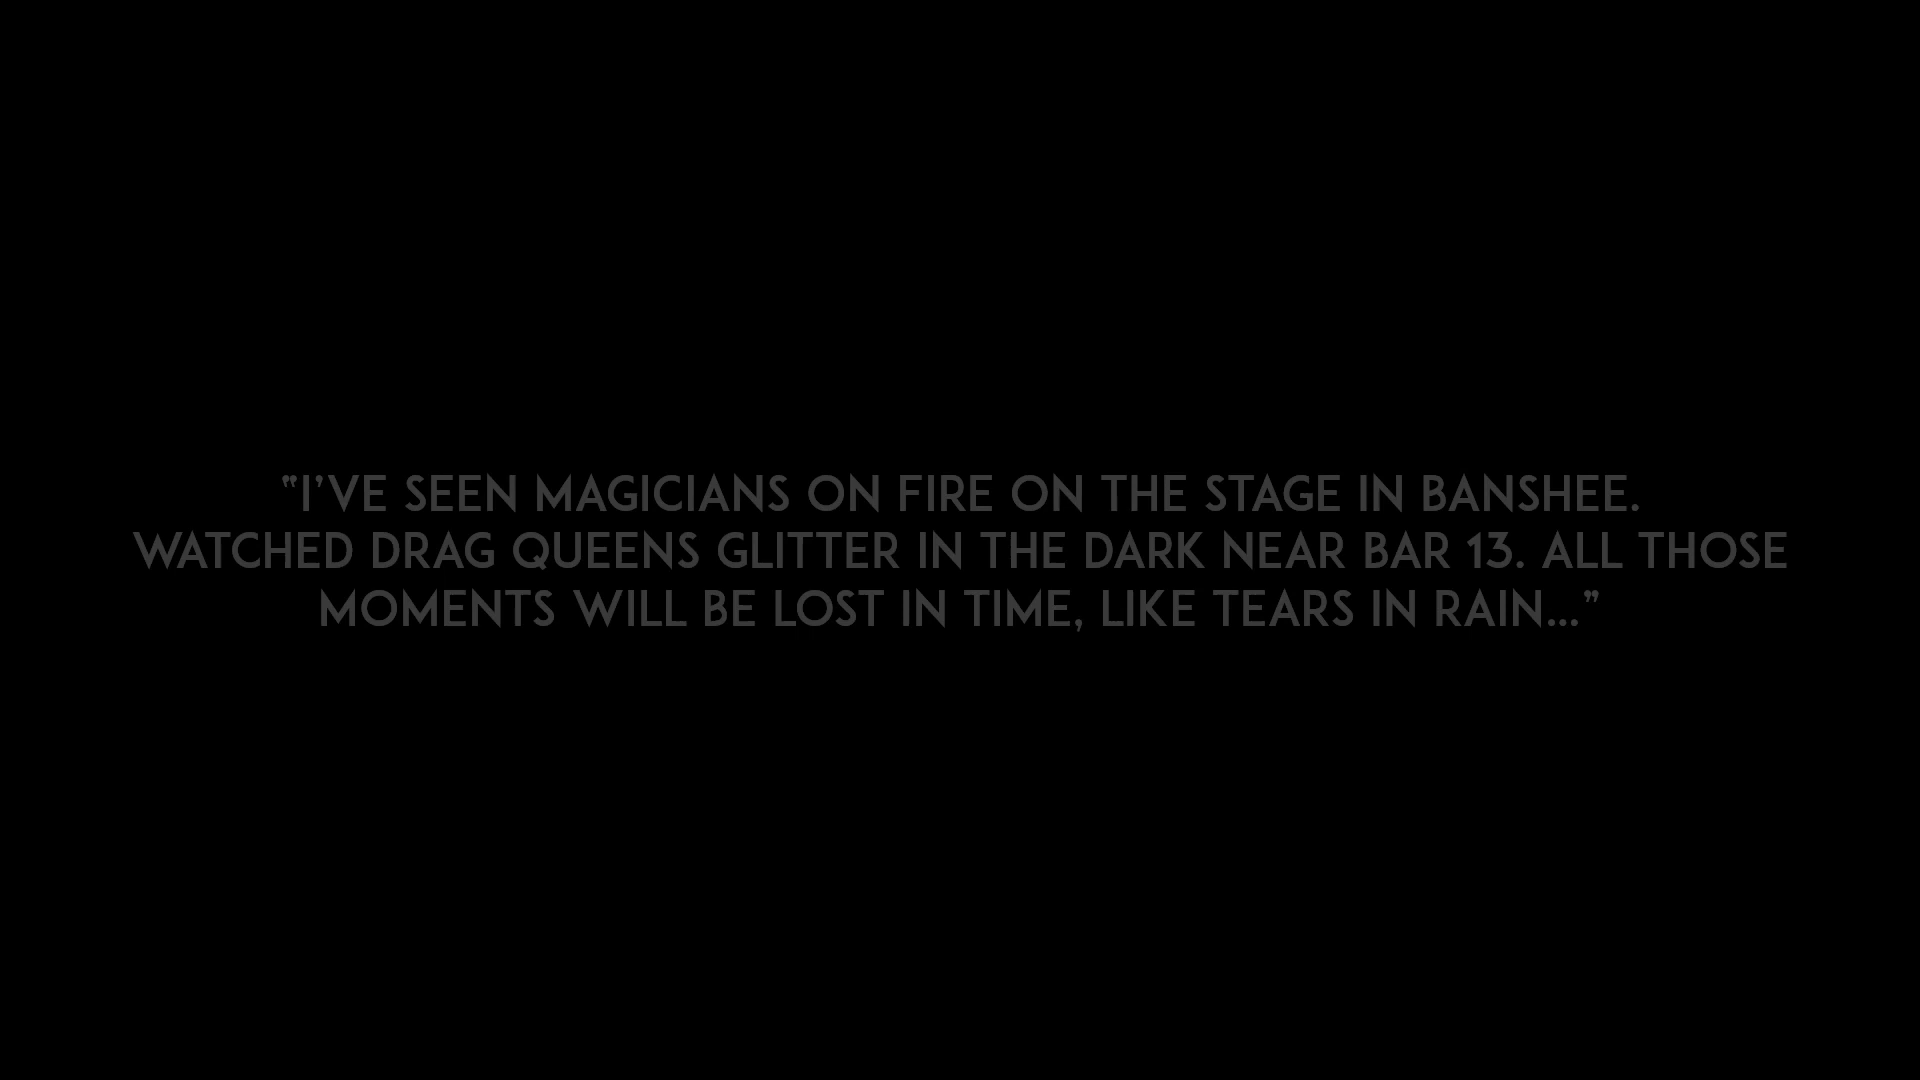 “I’VE SEEN MAGICIANS ON FIRE ON THE STAGE IN BANSHEE.
WATCHED DRAG QUEENS GLITTER IN THE DARK NEAR BAR 13. ALL THOSE
MOMENTS WILL BE LOST IN TIME, LIKE TEARS IN RAIN...”